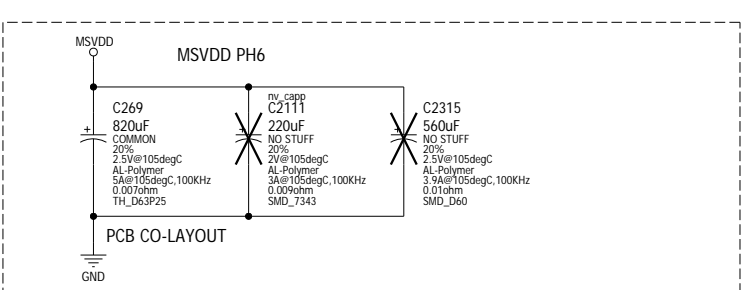 MSVDD
MSVDD PH6
C269
820uF
COMMON
20%
2.5V@105degC
AL-Polymer
5A@105degC,100KHz
0.007ohm
TH_D63P25
nv_capp
C2111
220uF
NO STUFF
20%
2V@105degC
AL-Polymer
3A@105degC,100KHz
0.009ohm
SMD_7343
C2315
560uF
NO STUFF
20%
2.5V@105degC
AL-Polymer
3.9A@105degC,100KHz
0.01ohm
SMD_D60
PCB CO-LAYOUT
GND